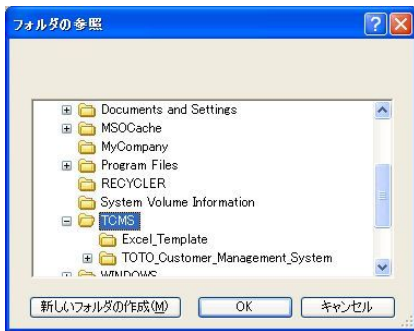 フォルダの参照
Documents and Settings
MSOCache
MyCompany
Program Files
RECYCLER
System Volume Information
TCMS
Excel_Template
TOTO_Customer_Management_System
WINDOWS
新しいフォルダの作成(M) OK キャンセル